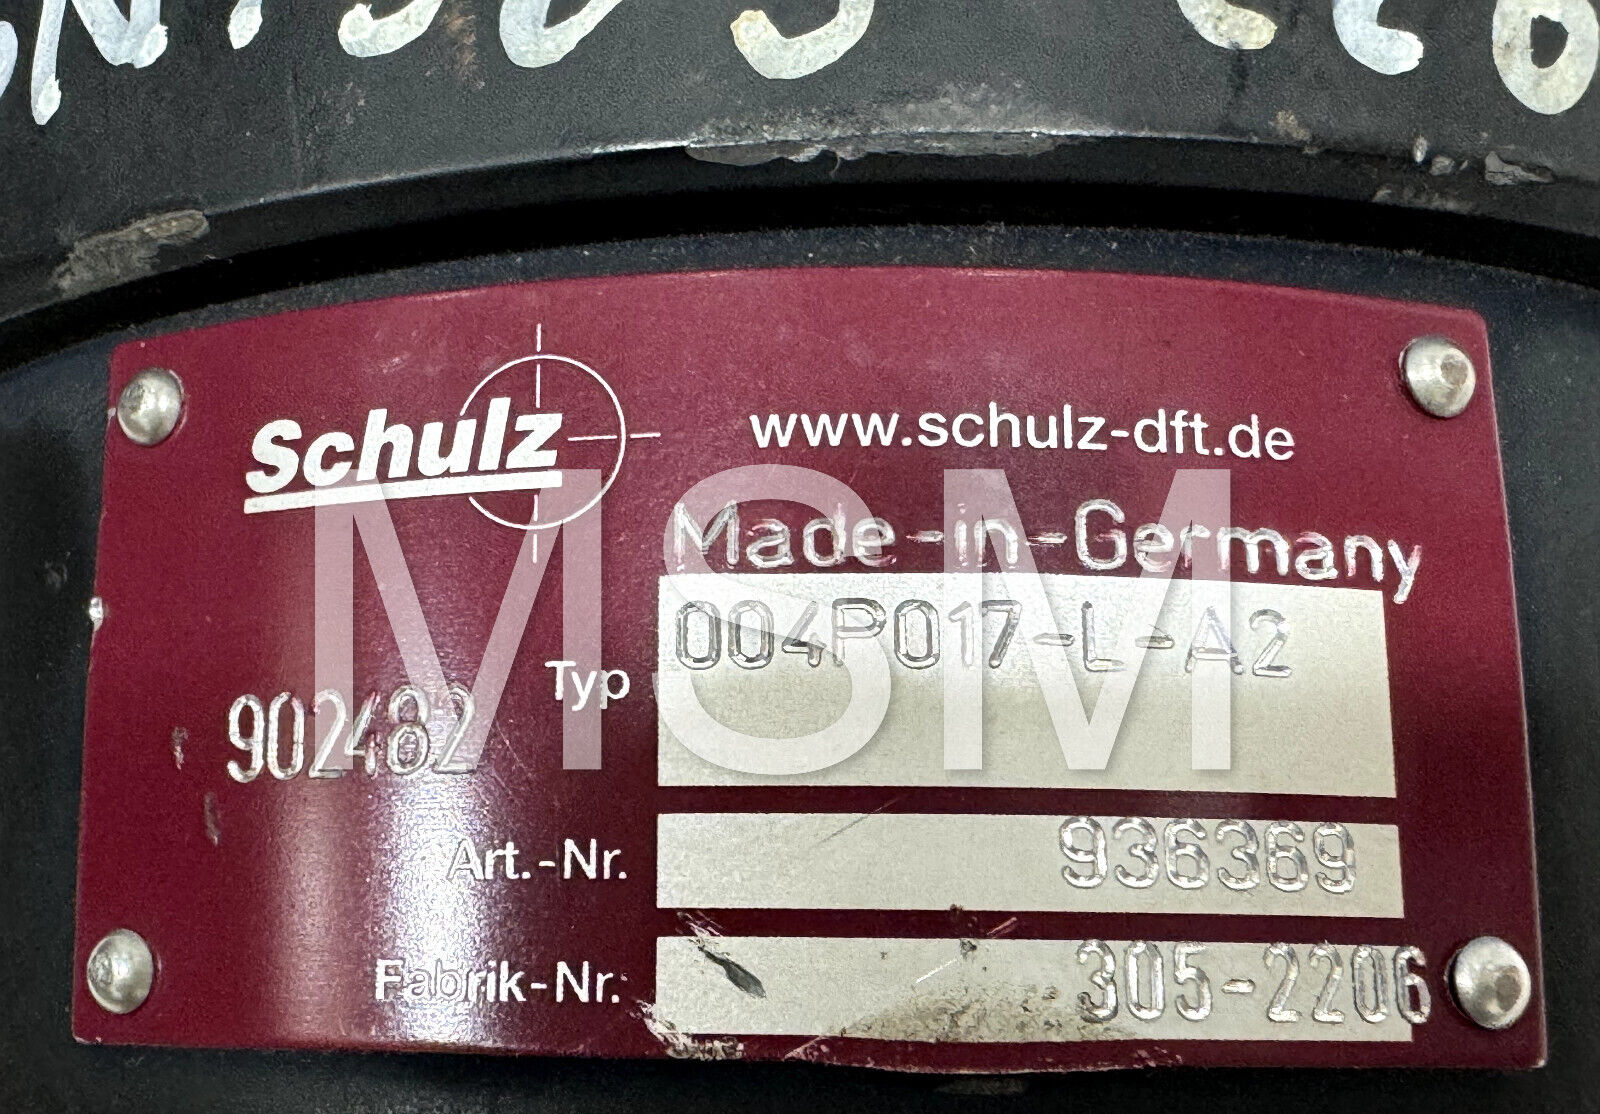 Schulz
www.schulz-dft.de
Made-in-Germany
Typ 004P017-L-A2
902482
Art.-Nr. 936369
Fabrik-Nr. 305-2206
MSM